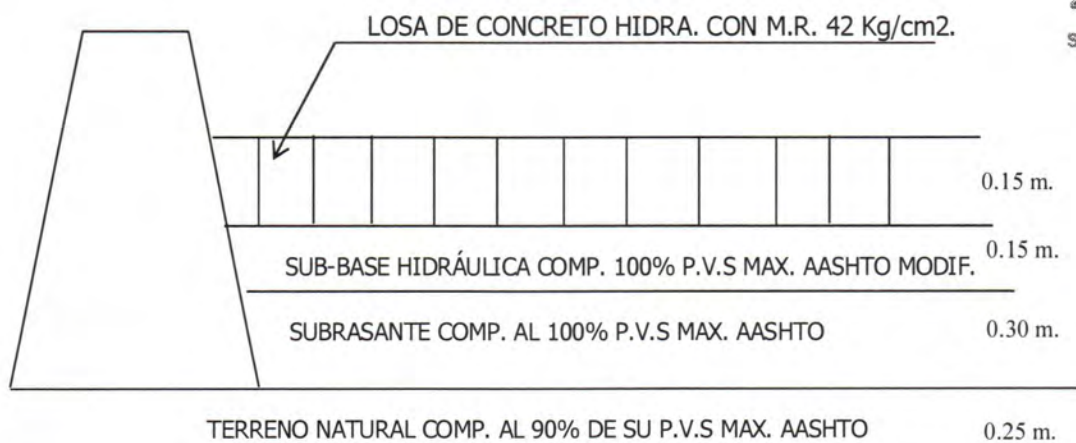 LOSA DE CONCRETO HIDRA. CON M.R. 42 Kg/cm2.
0.15 m.
SUB-BASE HIDRÁULICA COMP. 100% P.V.S MAX. AASHTO MODIF.
0.15 m.
SUBRASANTE COMP. AL 100% P.V.S MAX. AASHTO
0.30 m.
TERRENO NATURAL COMP. AL 90% DE SU P.V.S MAX. AASHTO
0.25 m.